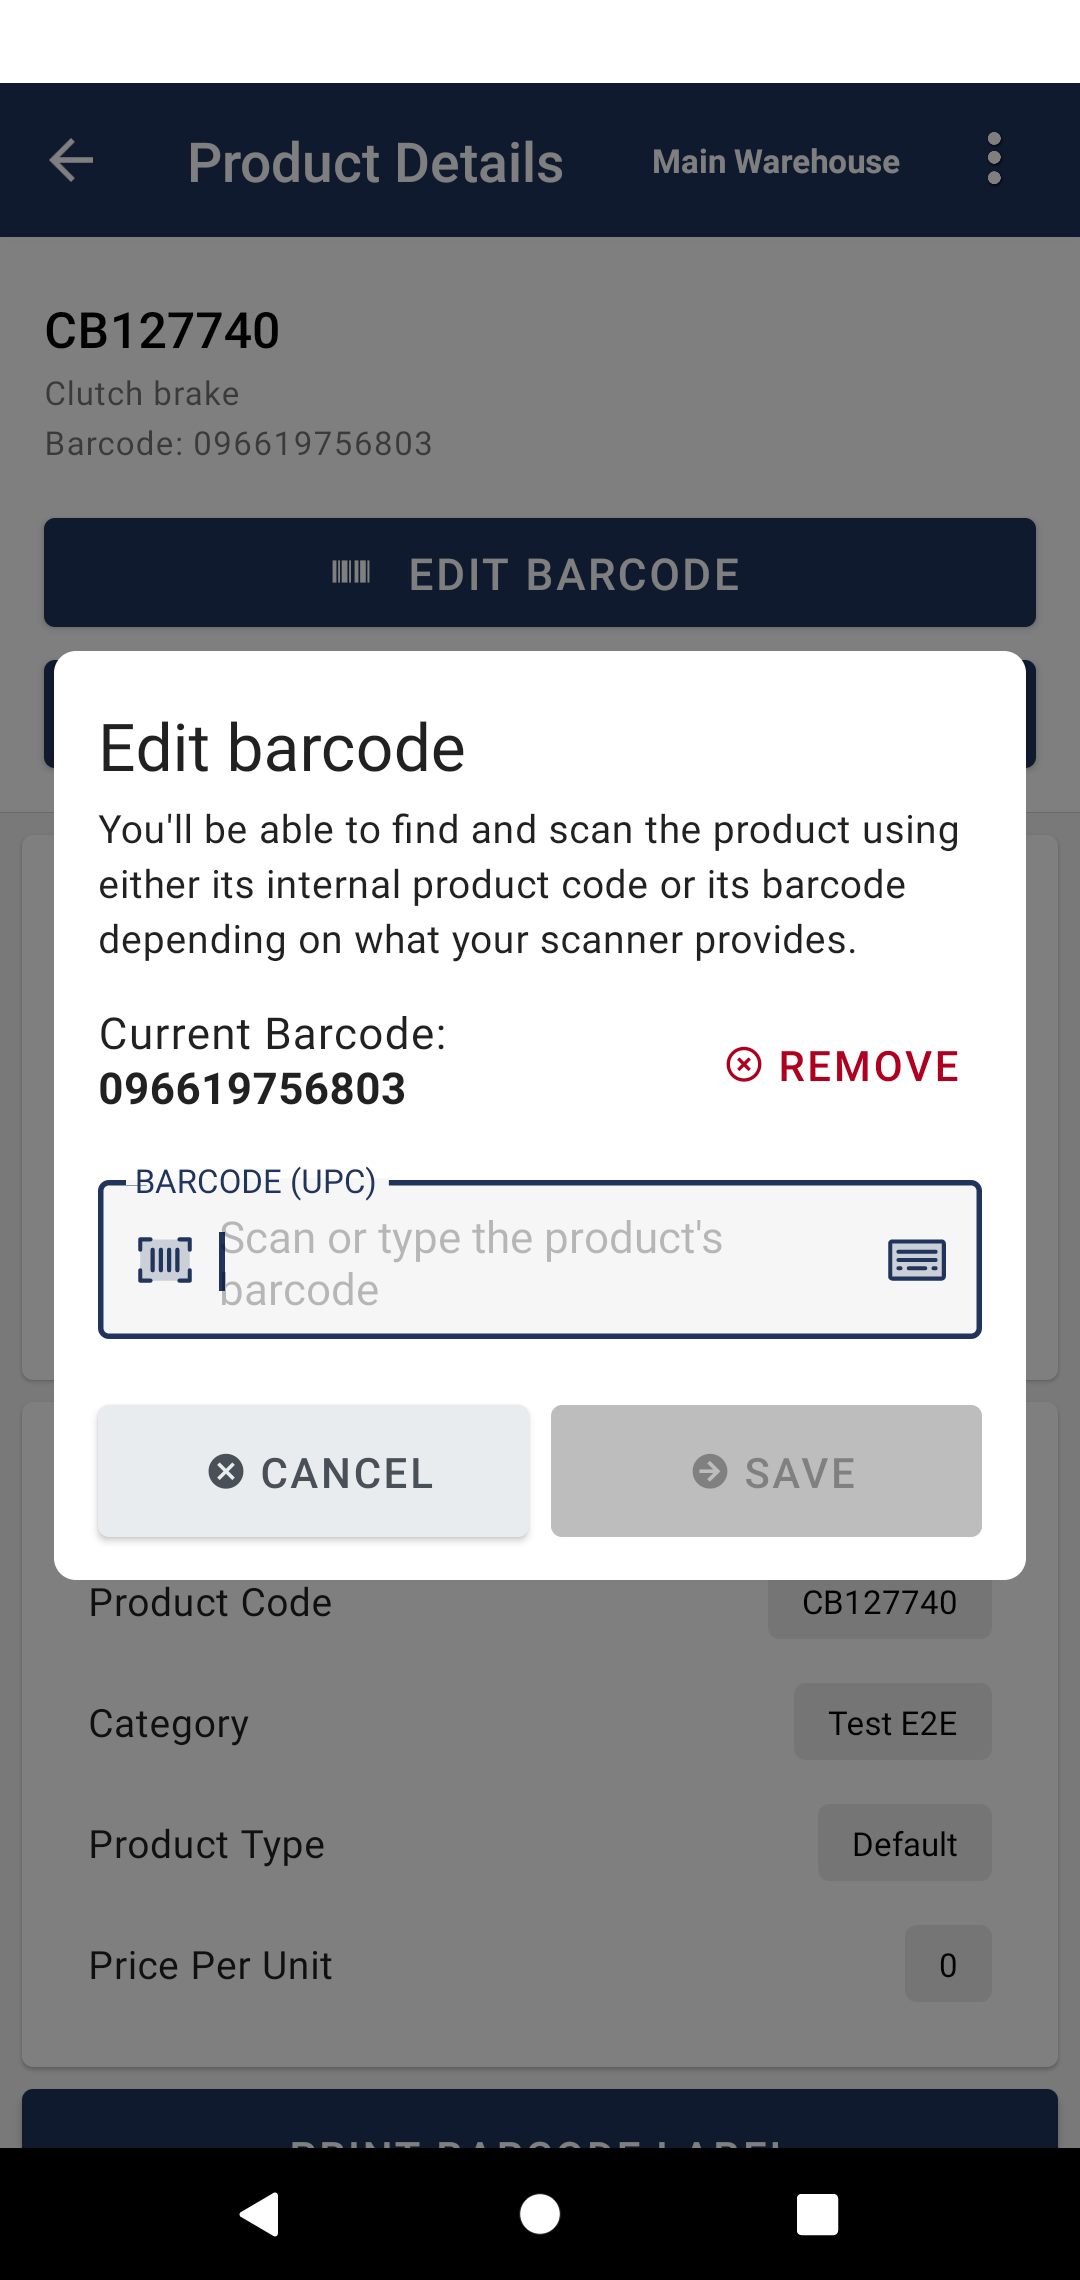 Product Details
Main Warehouse
CB127740
Clutch brake
Barcode: 096619756803
EDIT BARCODE
Edit barcode
You'll be able to find and scan the product using
either its internal product code or its barcode
depending on what your scanner provides.
Current Barcode:
096619756803
REMOVE
BARCODE (UPC)
Scan or type the product's
barcode
CANCEL
SAVE
Product Code
CB127740
Category
Test E2E
Product Type
Default
Price Per Unit
0
PRINT BARCODE LABEL